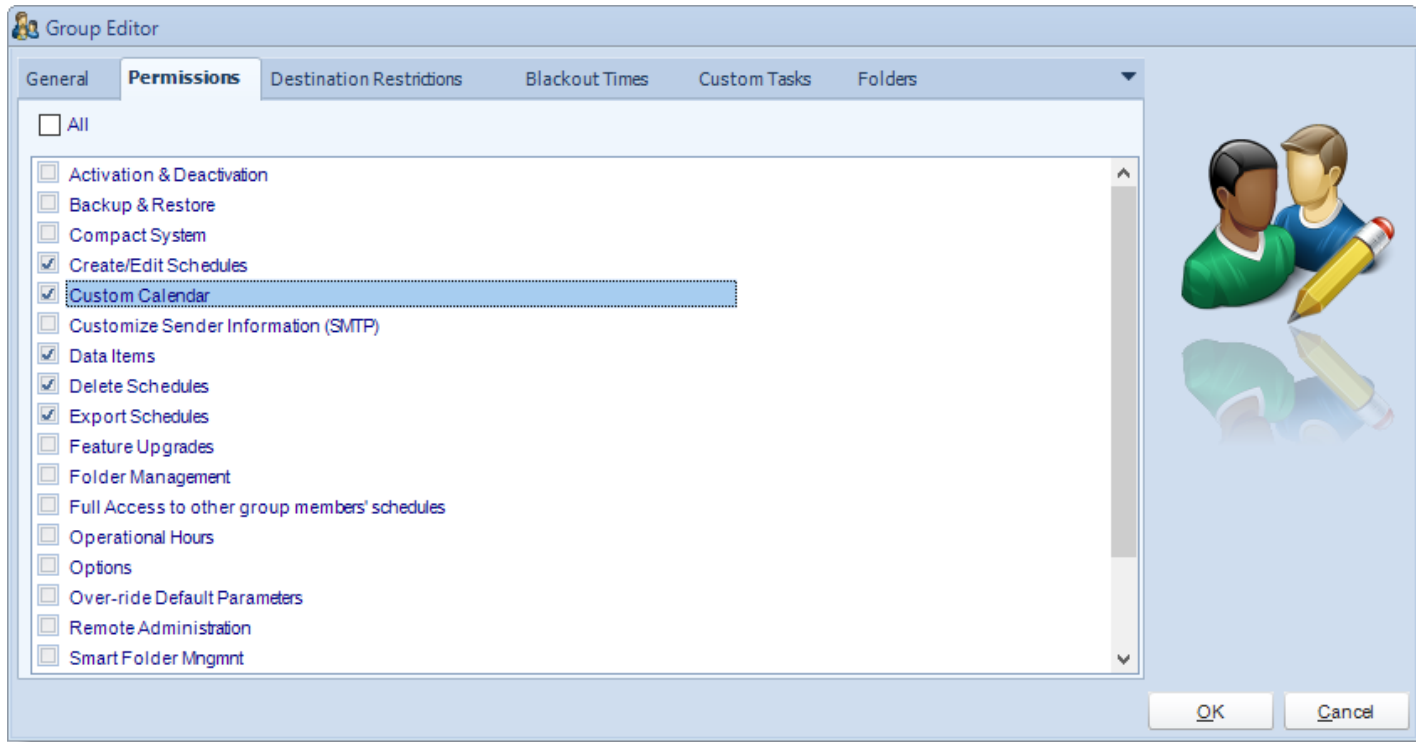 Group Editor
General Permissions Destination Restrictions Blackout Times Custom Tasks Folders
All
Activation & Deactivation
Backup & Restore
Compact System
Create/Edit Schedules
Custom Calendar
Customize Sender Information (SMTP)
Data Items
Delete Schedules
Export Schedules
Feature Upgrades
Folder Management
Full Access to other group members' schedules
Operational Hours
Options
Over-ride Default Parameters
Remote Administration
Smart Folder Mngmnt
OK Cancel